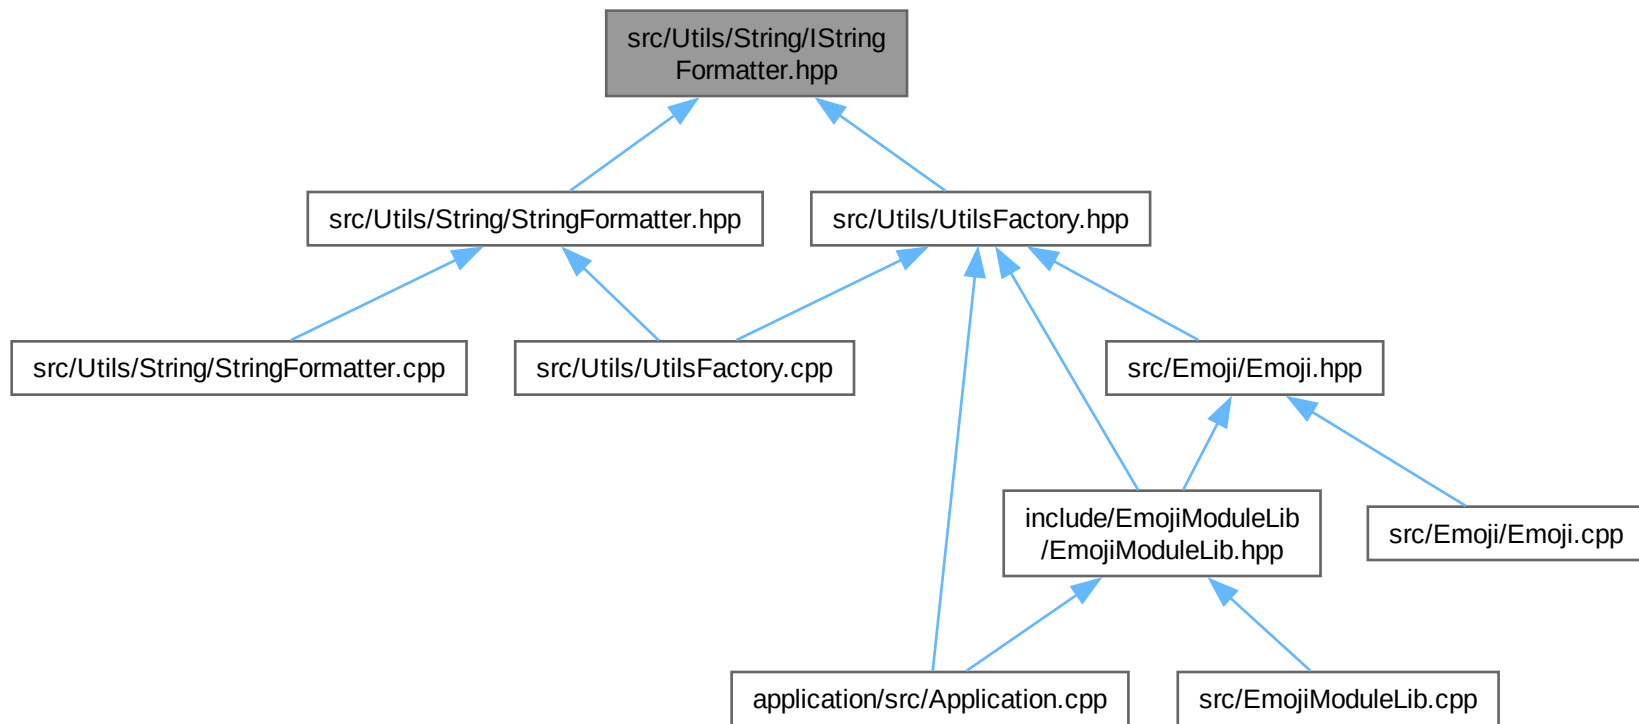 src/Utils/String/IString
Formatter.hpp
src/Utils/String/StringFormatter.hpp
src/Utils/UtilsFactory.hpp
src/Utils/String/StringFormatter.cpp
src/Utils/UtilsFactory.cpp
src/Emoji/Emoji.hpp
include/EmojiModuleLib
/EmojiModuleLib.hpp
src/Emoji/Emoji.cpp
application/src/Application.cpp
src/EmojiModuleLib.cpp